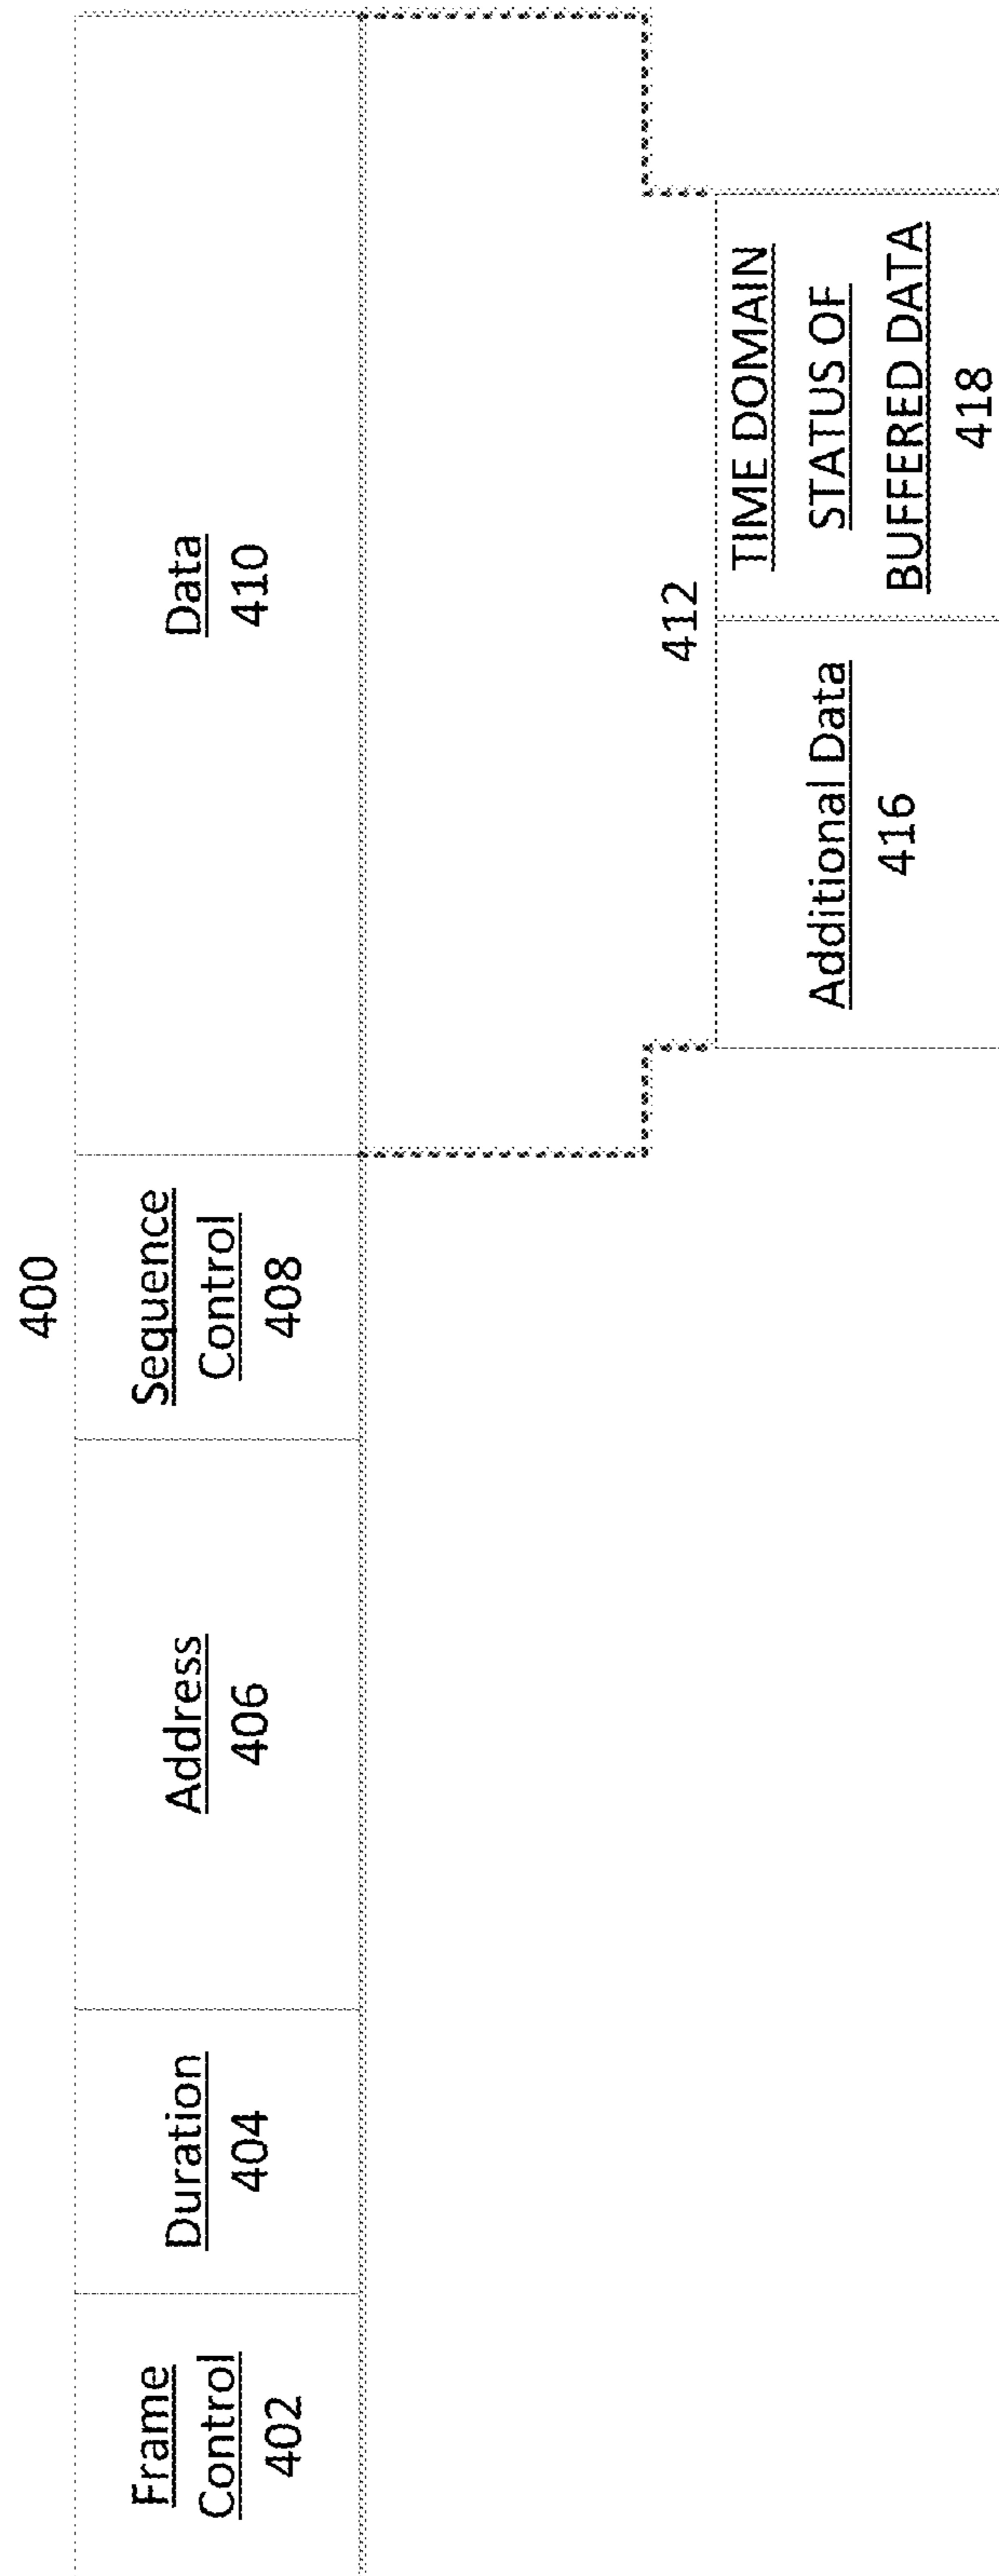 400
Frame
Control
402
Duration
404
Address
406
Sequence
Control
408
Data
410
412
Additional Data
416
TIME DOMAIN
STATUS OF
BUFFERED DATA
418